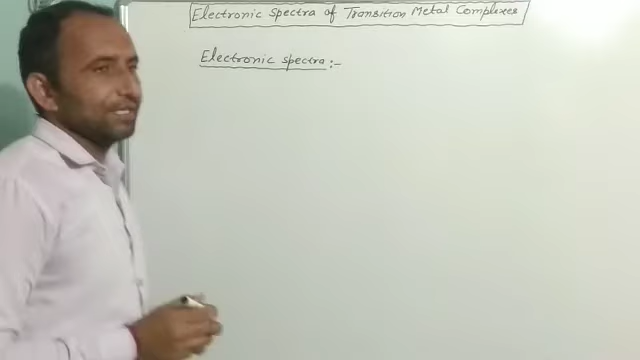 Electronic Spectra of Transition Metal Complexes
Electronic spectra :-